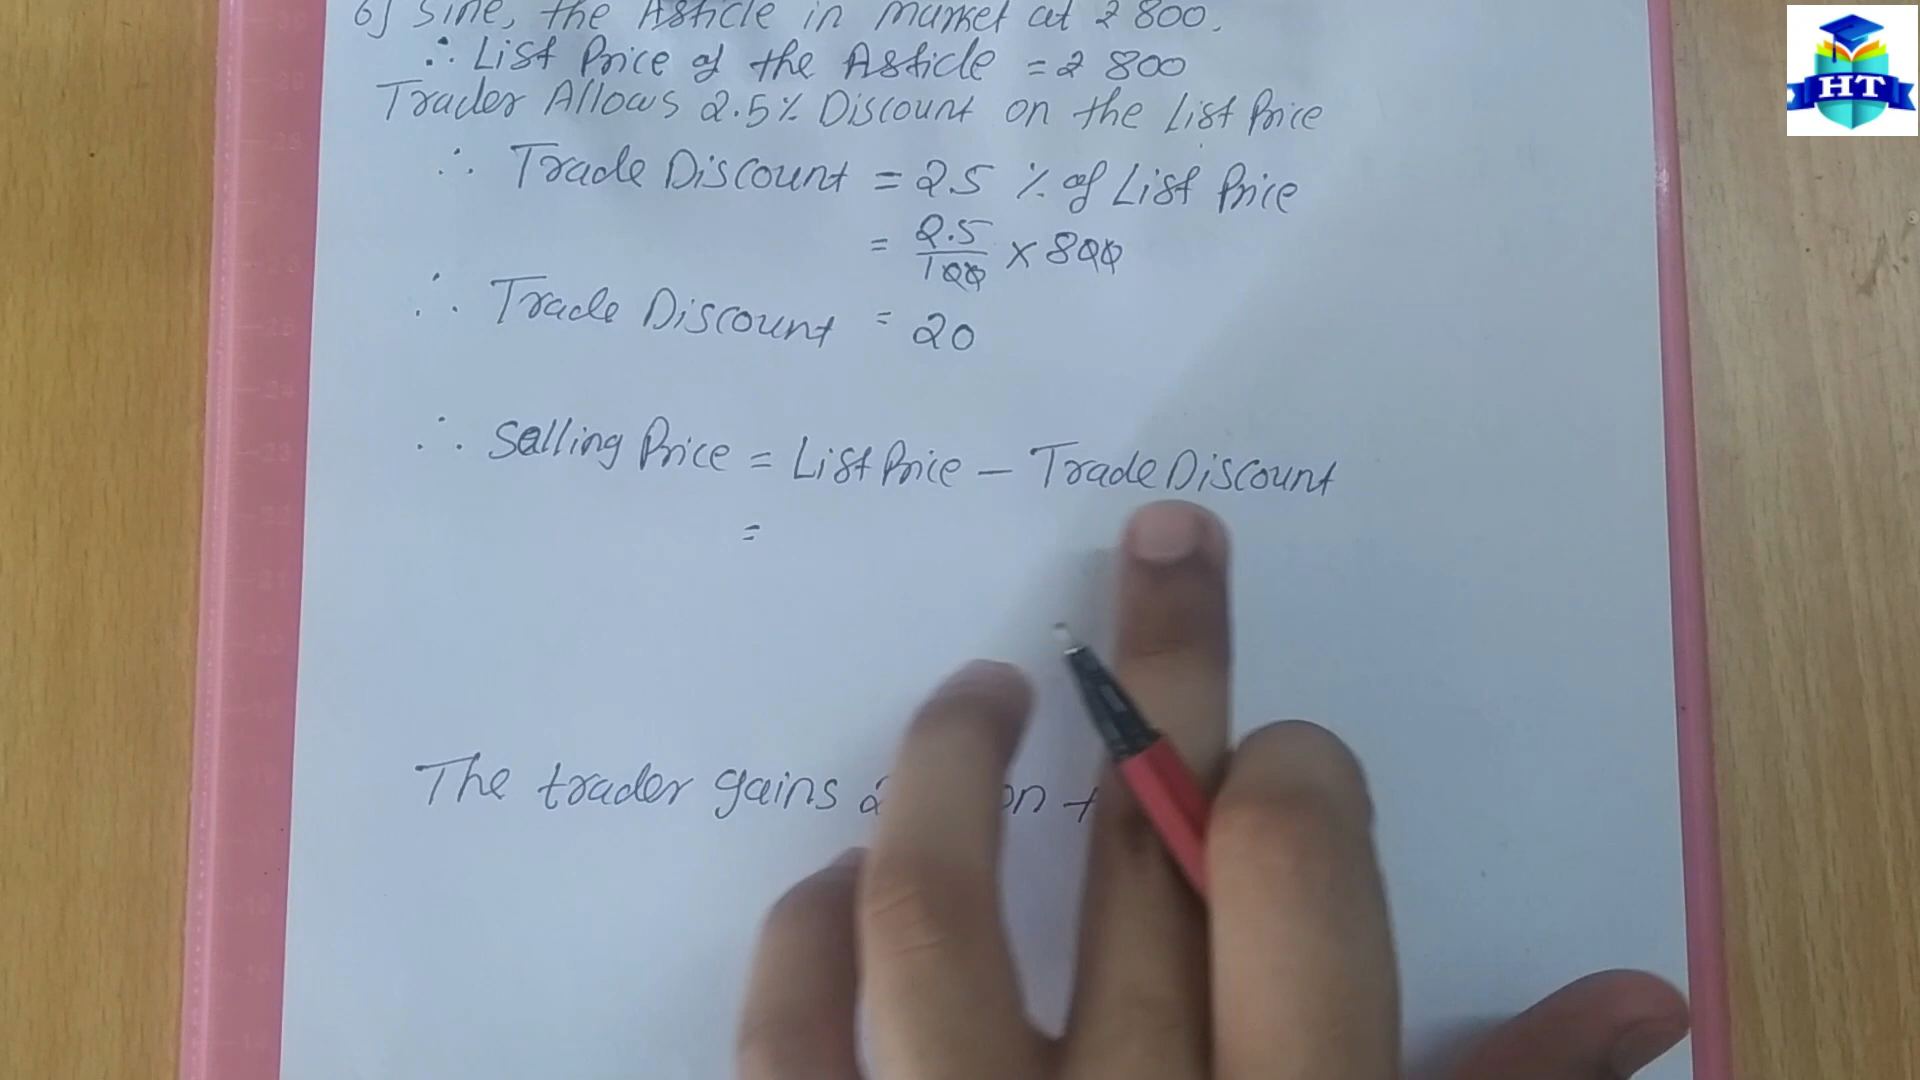 6) Sine, the Article in market at ₹ 800.
∴ List Price of the Article = ₹ 800
Trader Allows 2.5% Discount on the List Price
∴ Trade Discount = 2.5 % of List Price
= 2.5/100 × 800
∴ Trade Discount = 20
∴ Selling Price = List Price − Trade Discount
=
The trader gains on
HT